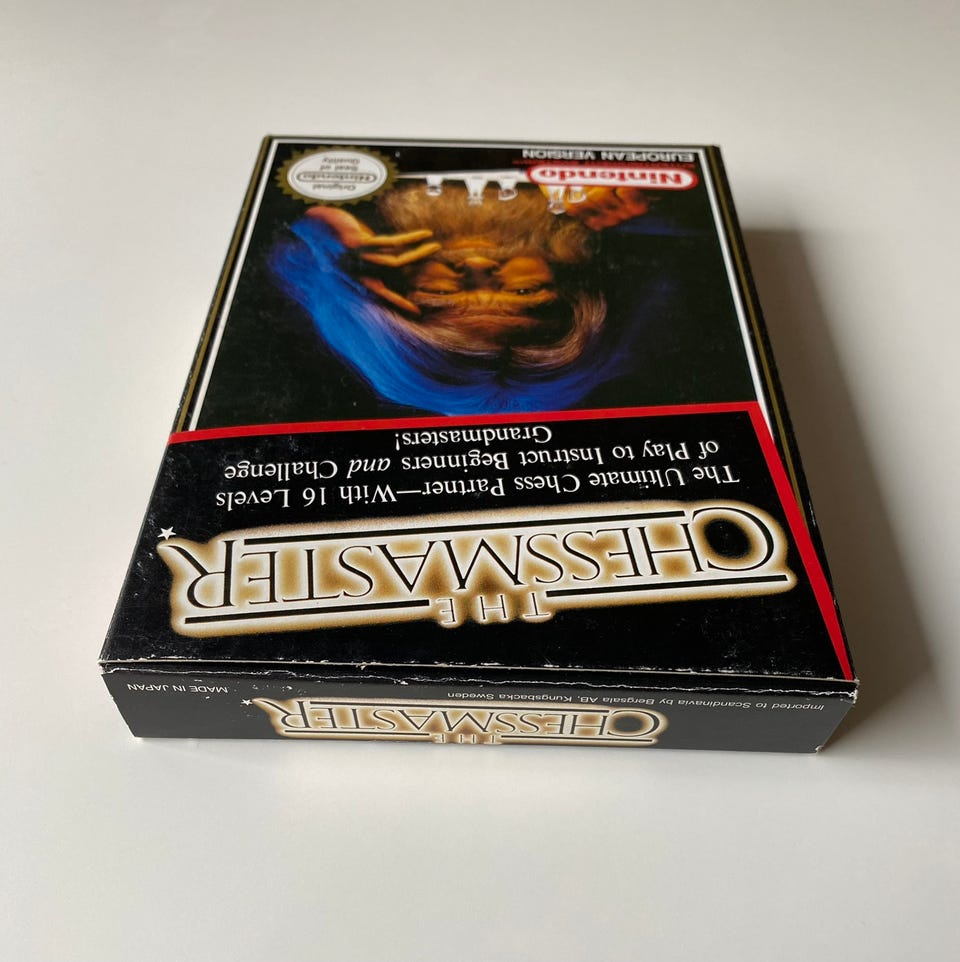 THE
CHESSMASTER
The Ultimate Chess Partner—With 16 Levels
of Play to Instruct Beginners and Challenge
Grandmasters!
Nintendo
EUROPEAN VERSION
Original
Nintendo
Seal of
Quality
Imported to Scandinavia by Bergsala AB, Kungsbacka Sweden
MADE IN JAPAN
THE
CHESSMASTER